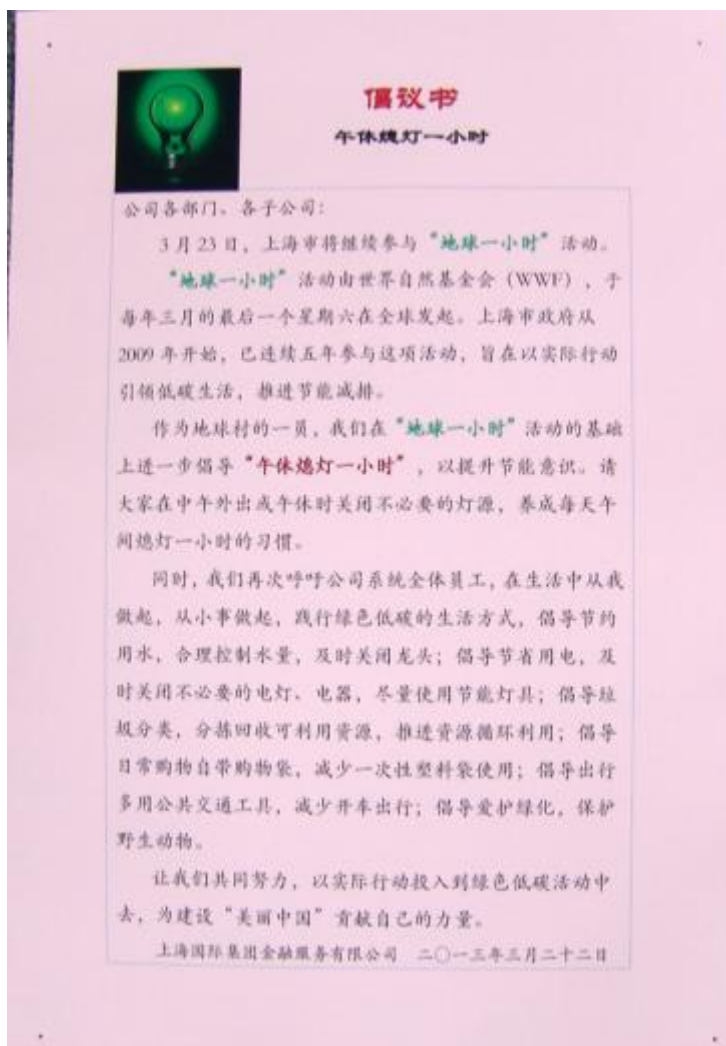 倡议书
午休熄灯一小时
公司各部门、各子公司：
3月23日，上海市将继续参与“地球一小时”活动。
“地球一小时”活动由世界自然基金会（WWF），于
每年三月的最后一个星期六在全球发起。上海市政府从
2009年开始，已连续五年参与这项活动，旨在以实际行动
引领低碳生活，推进节能减排。
作为地球村的一员，我们在“地球一小时”活动的基础
上进一步倡导“午休熄灯一小时”，以提升节能意识。请
大家在中午外出或午休时关闭不必要的灯源，养成每天午
间熄灯一小时的习惯。
同时，我们再次呼吁公司系统全体员工，在生活中从我
做起，从小事做起，践行绿色低碳的生活方式，倡导节约
用水，合理控制水量，及时关闭龙头；倡导节省用电，及
时关闭不必要的电灯、电器，尽量使用节能灯具；倡导垃
圾分类，分拣回收可利用资源，推进资源循环利用；倡导
日常购物自带购物袋，减少一次性塑料袋使用；倡导出行
多用公共交通工具，减少开车出行；倡导爱护绿化，保护
野生动物。
让我们共同努力，以实际行动投入到绿色低碳活动中
去，为建设“美丽中国”贡献自己的力量。
上海国际集团金融服务有限公司 二〇一三年三月二十二日